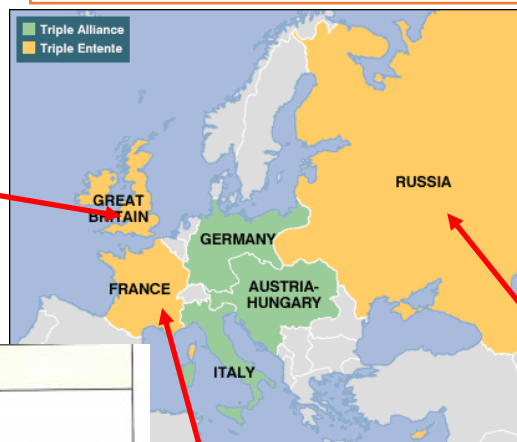 Triple Alliance
Triple Entente
RUSSIA
GREAT
BRITAIN
GERMANY
FRANCE
AUSTRIA-
HUNGARY
ITALY